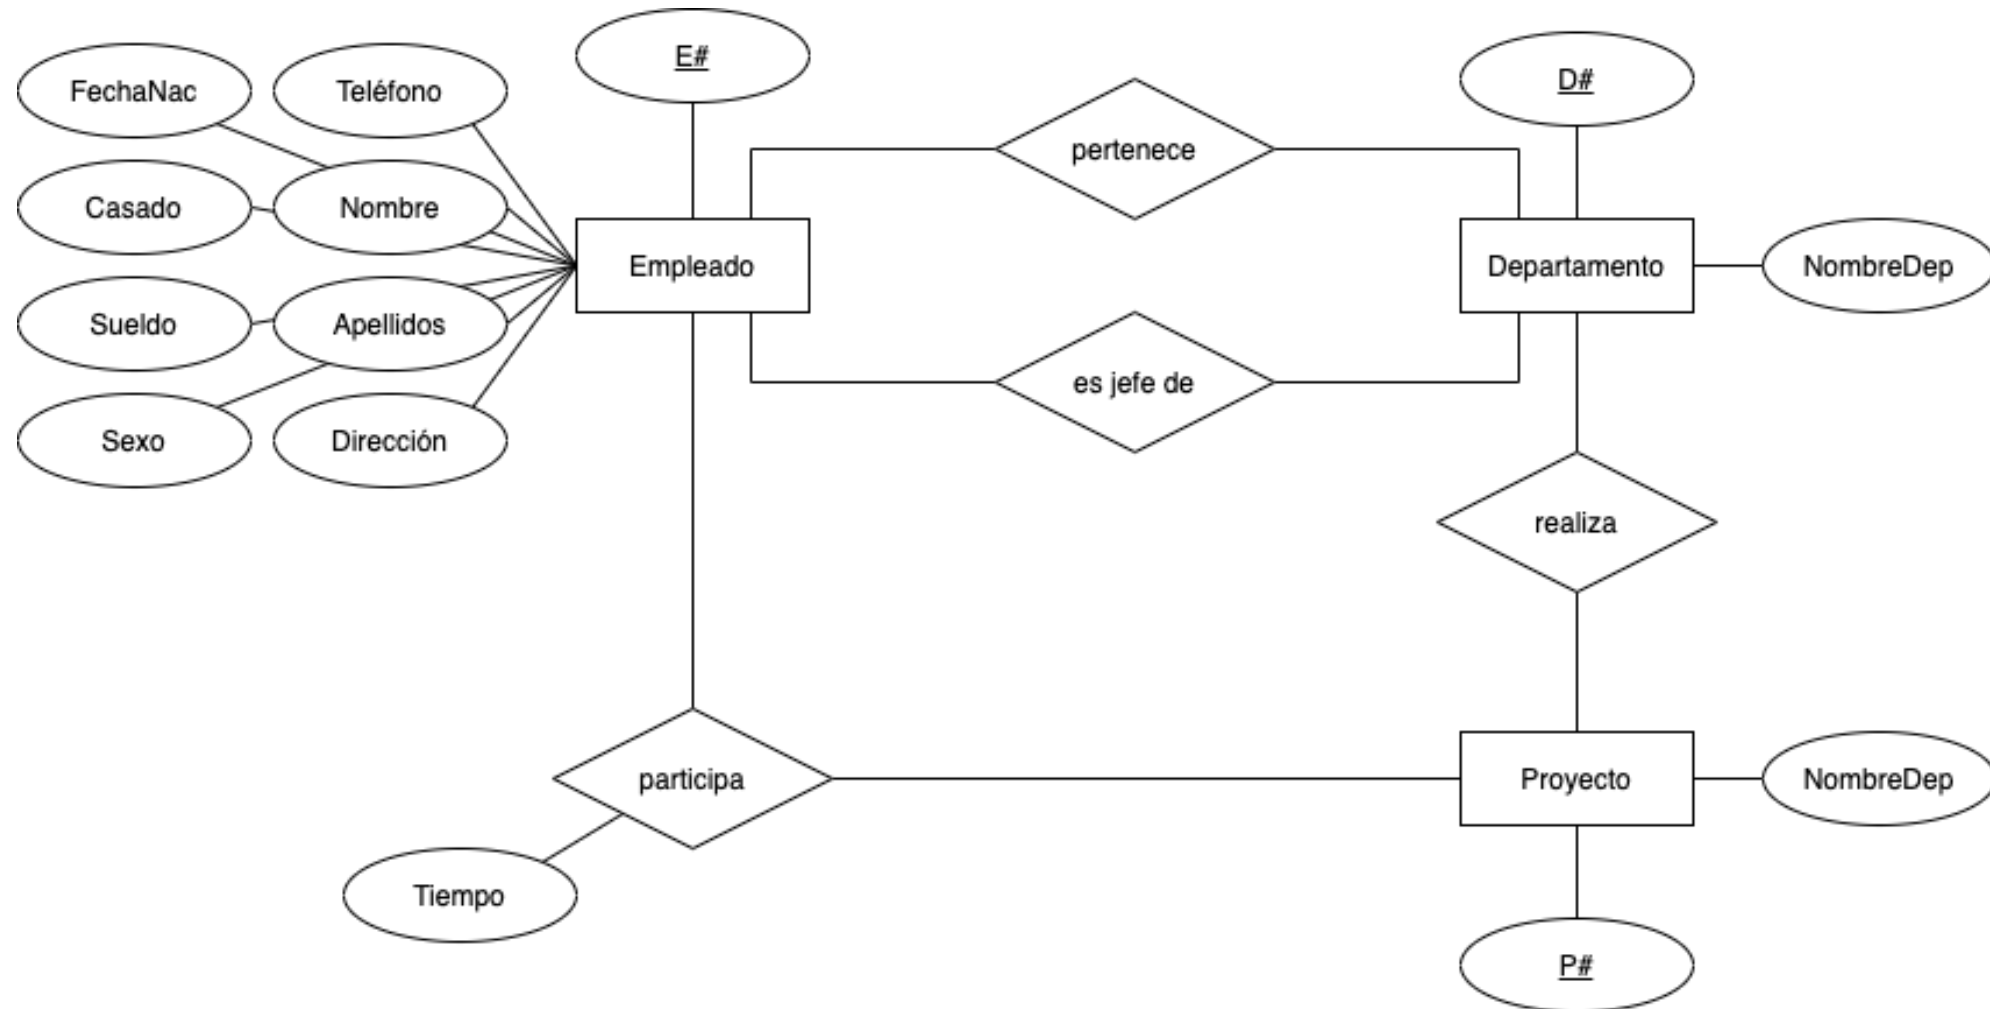 E#
D#
FechaNac
Teléfono
pertenece
Casado
Nombre
Empleado
Departamento
NombreDep
Sueldo
Apellidos
es jefe de
Sexo
Dirección
realiza
participa
Proyecto
NombreDep
Tiempo
P#